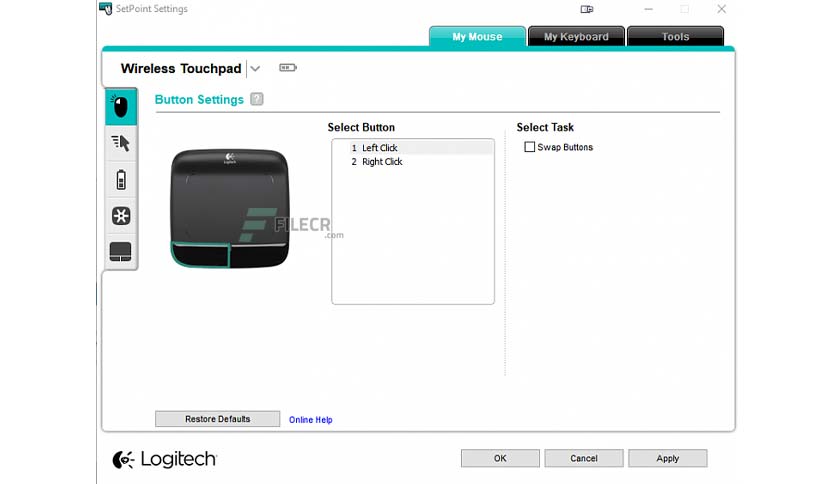 SetPoint Settings
My Mouse
My Keyboard
Tools
Wireless Touchpad
Button Settings ?
Select Button
Select Task
1 Left Click
2 Right Click
Swap Buttons
Logitech
FILECR
.com
Restore Defaults
Online Help
Logitech
OK
Cancel
Apply